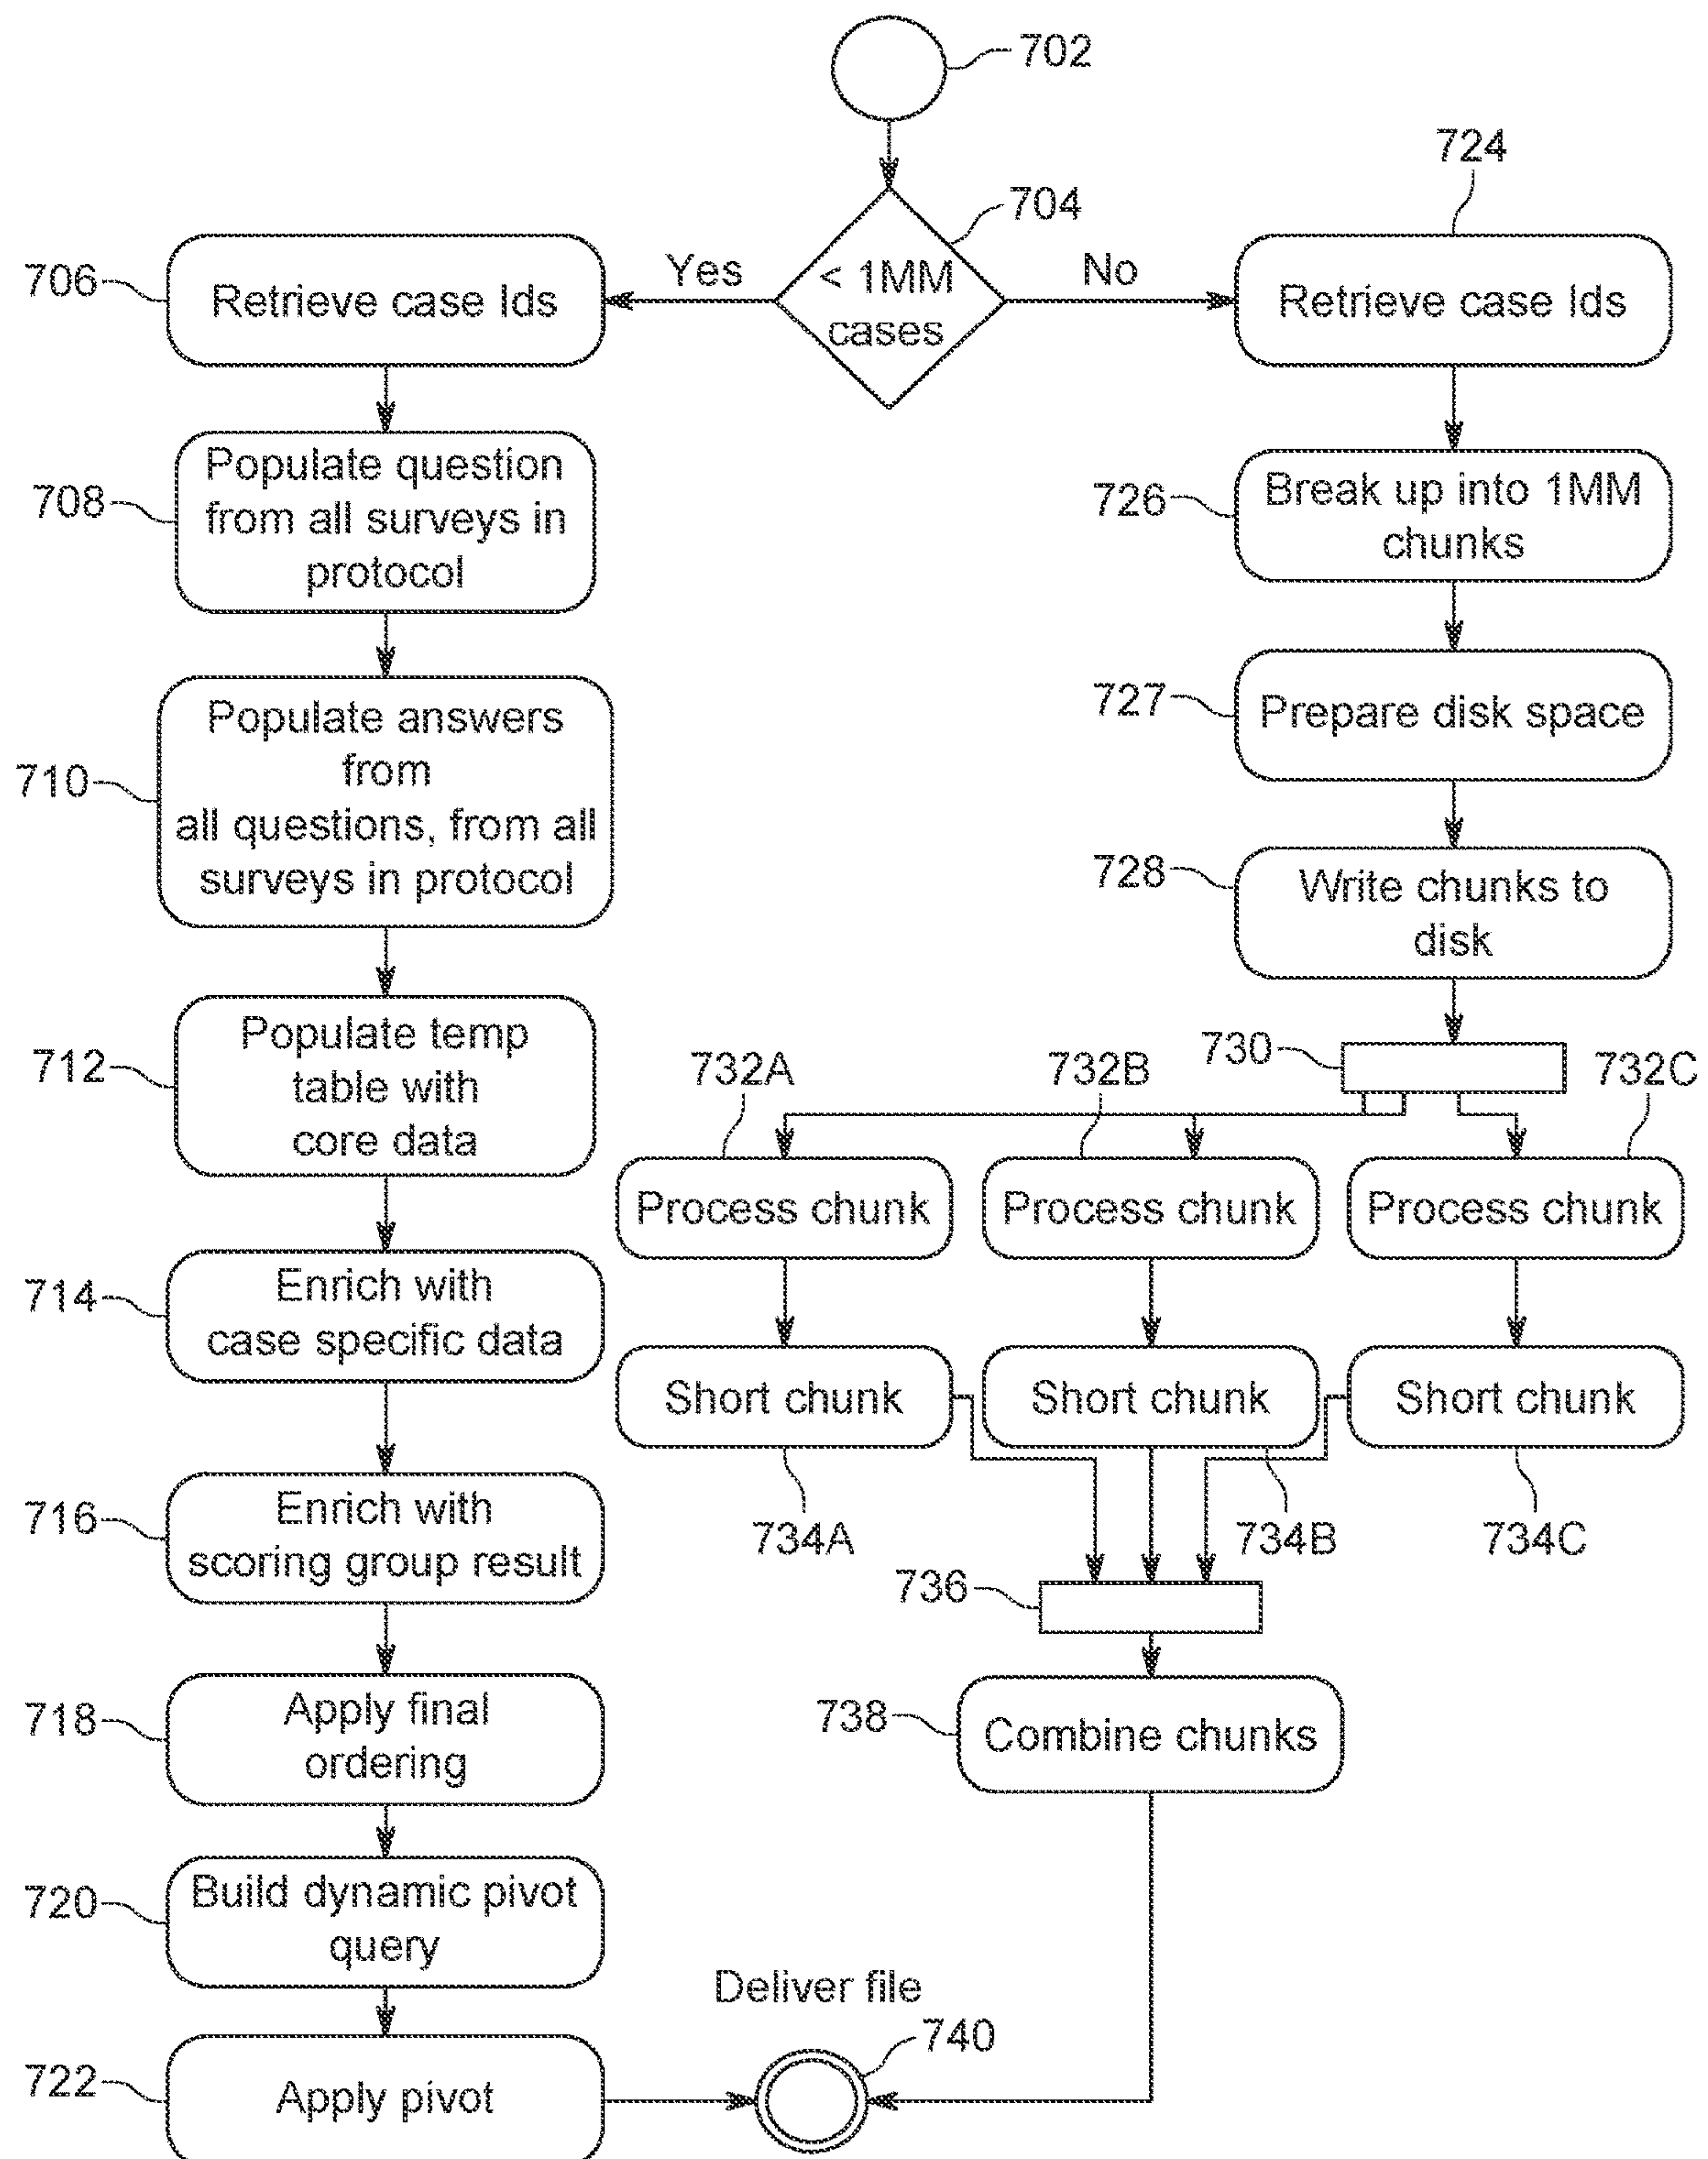 702
704
< 1MM
cases
Yes
No
706
Retrieve case Ids
708
Populate question
from all surveys in
protocol
710
Populate answers
from
all questions, from all
surveys in protocol
712
Populate temp
table with
core data
714
Enrich with
case specific data
716
Enrich with
scoring group result
718
Apply final
ordering
720
Build dynamic pivot
query
722
Apply pivot
724
Retrieve case Ids
726
Break up into 1MM
chunks
727
Prepare disk space
728
Write chunks to
disk
730
732A
732B
732C
Process chunk
Process chunk
Process chunk
Short chunk
Short chunk
Short chunk
734A
734B
734C
736
738
Combine chunks
Deliver file
740